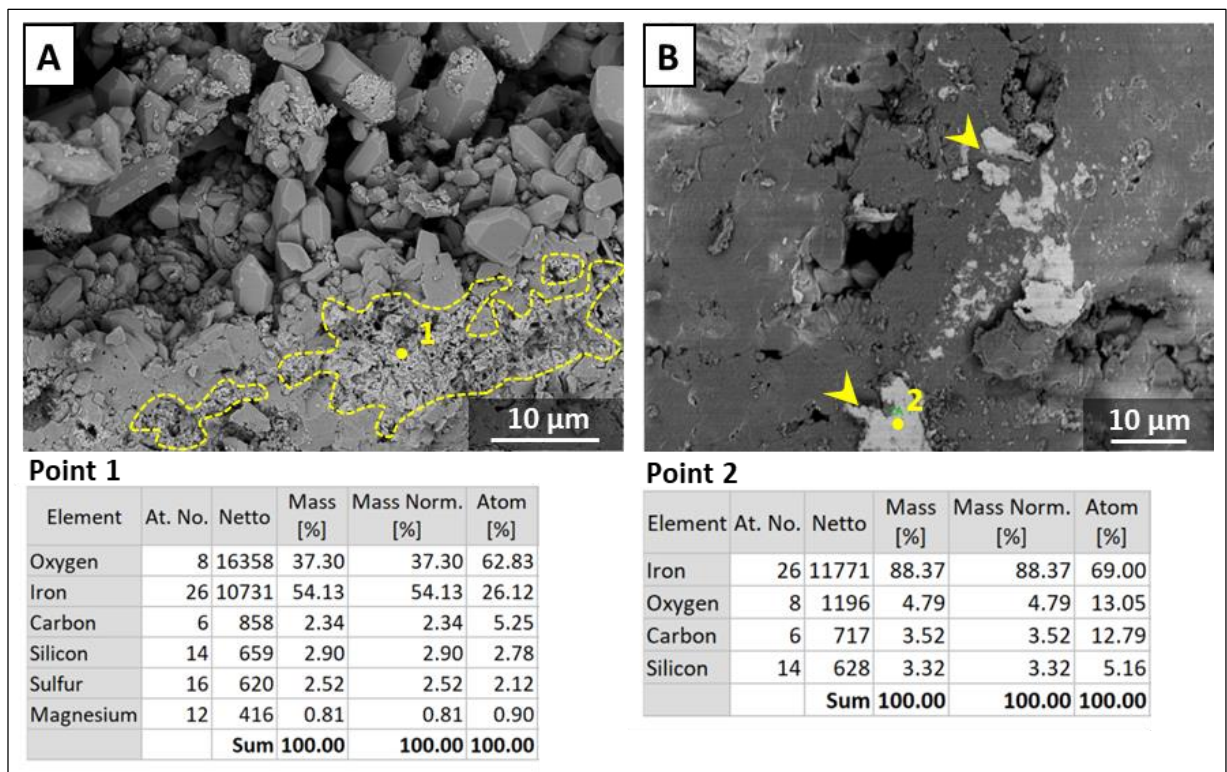 A
B
1
2
10 µm
10 µm
Point 1
Element At. No. Netto Mass [%] Mass Norm. [%] Atom [%]
Oxygen 8 16358 37.30 37.30 62.83
Iron 26 10731 54.13 54.13 26.12
Carbon 6 858 2.34 2.34 5.25
Silicon 14 659 2.90 2.90 2.78
Sulfur 16 620 2.52 2.52 2.12
Magnesium 12 416 0.81 0.81 0.90
Sum 100.00 100.00 100.00
Point 2
Element At. No. Netto Mass [%] Mass Norm. [%] Atom [%]
Iron 26 11771 88.37 88.37 69.00
Oxygen 8 1196 4.79 4.79 13.05
Carbon 6 717 3.52 3.52 12.79
Silicon 14 628 3.32 3.32 5.16
Sum 100.00 100.00 100.00